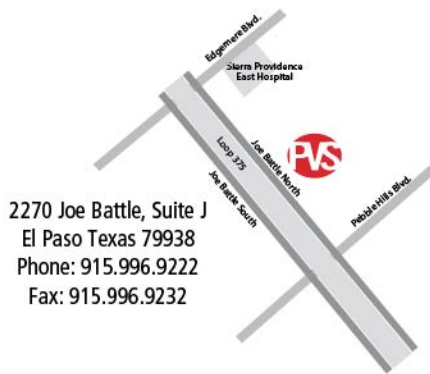 Edgemere Blvd.
Sierra Providence
East Hospital
Loop 375
Joe Battle North
Joe Battle South
PVS
Pebble Hills Blvd.
2270 Joe Battle, Suite J
El Paso Texas 79938
Phone: 915.996.9222
Fax: 915.996.9232